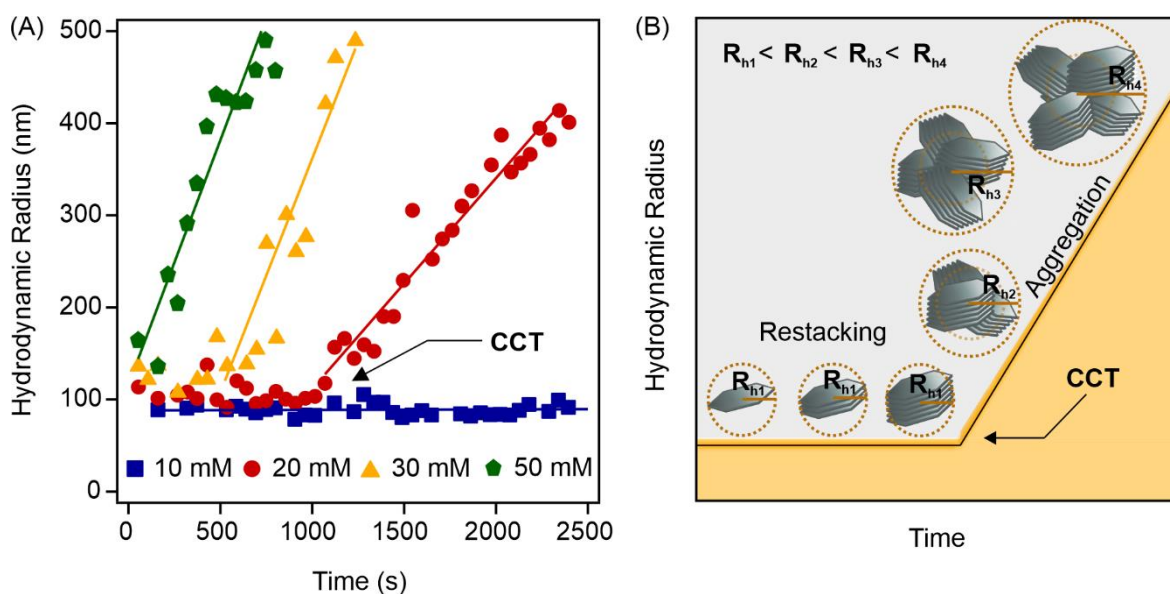 (A)
Hydrodynamic Radius (nm)
500
400
300
200
100
0
CCT
10 mM 20 mM 30 mM 50 mM
0 500 1000 1500 2000 2500
Time (s)
(B)
Hydrodynamic Radius
Rh1 < Rh2 < Rh3 < Rh4
Rh4
Rh3
Aggregation
Rh2
Restacking
Rh1 Rh1 Rh1
CCT
Time